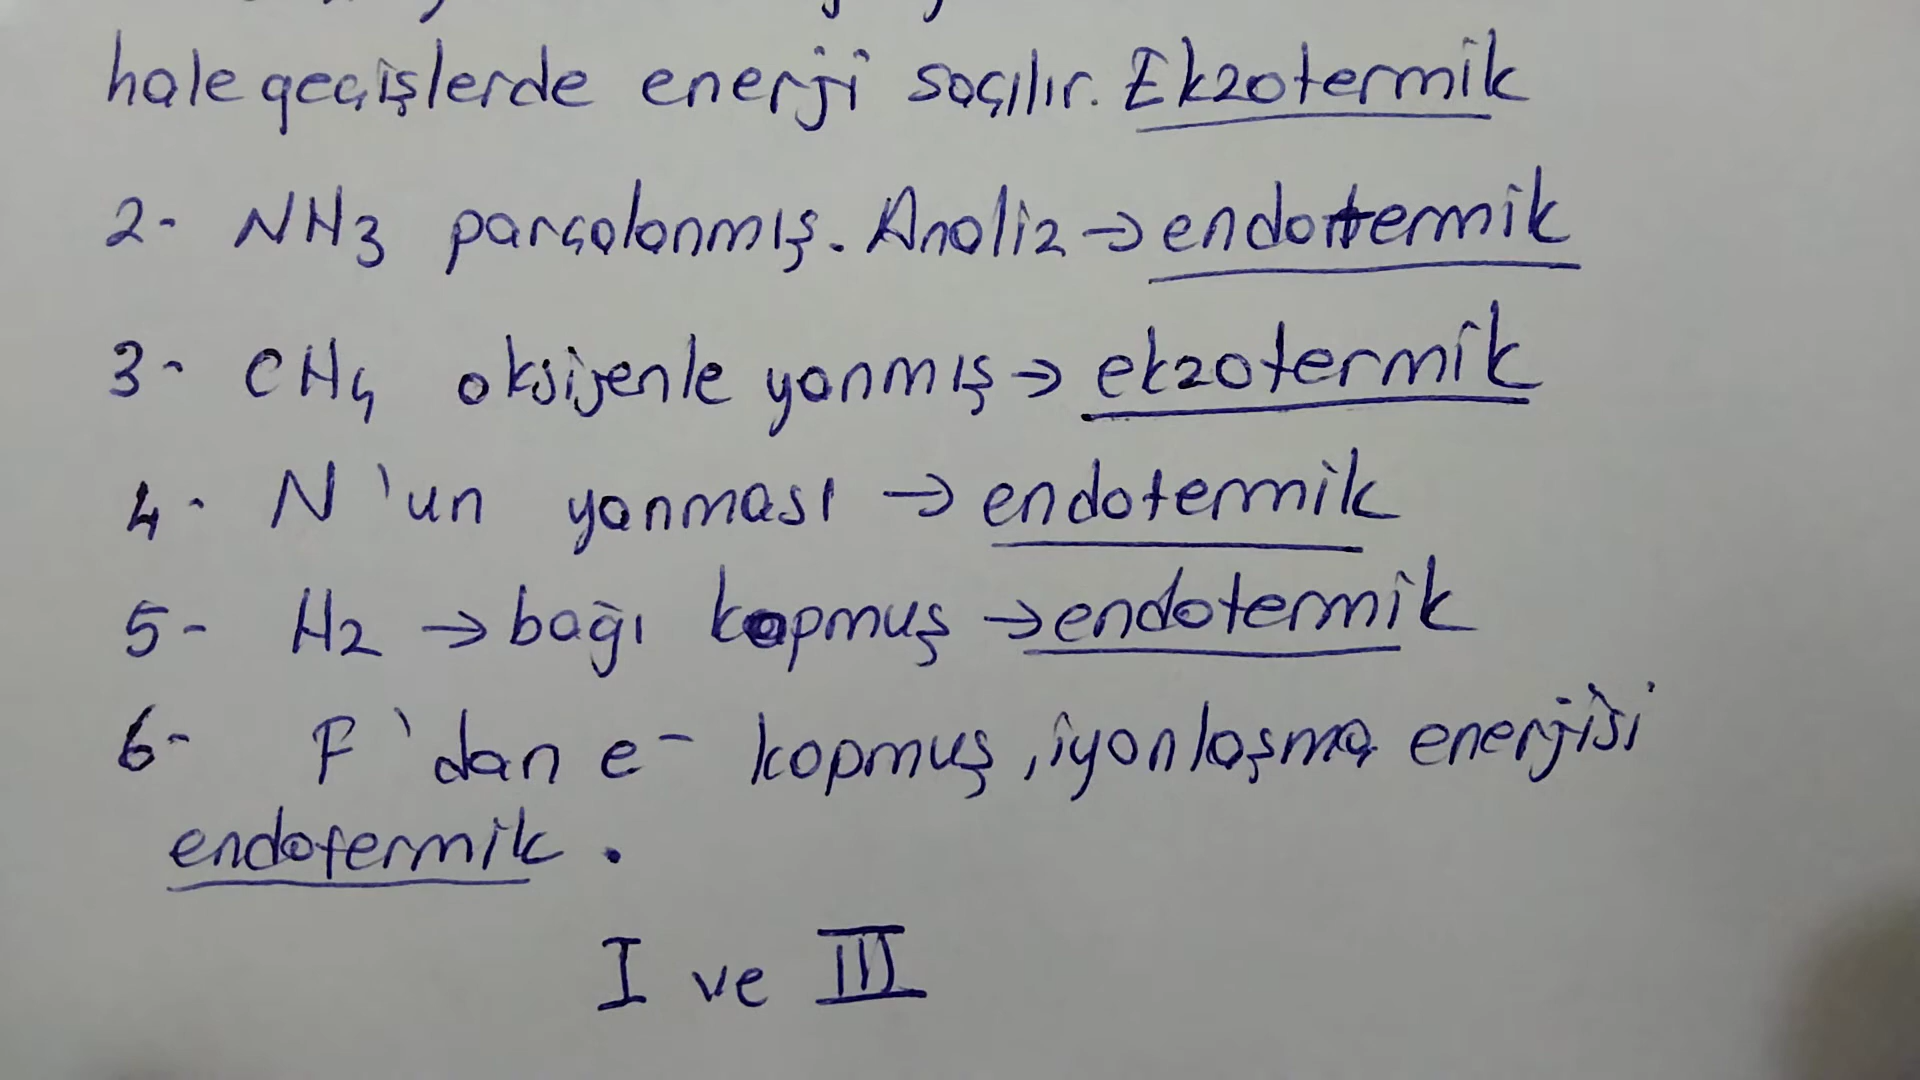 hale geçişlerde enerji saçılır. Ekzotermik
2- NH3 parçalanmış. Analiz → endotermik
3- CH4 oksijenle yanmış → ekzotermik
4- N'un yanması → endotermik
5- H2 → bağı kopmuş → endotermik
6- F'dan e- kopmuş, iyonlaşma enerjisi
endotermik.
I ve III